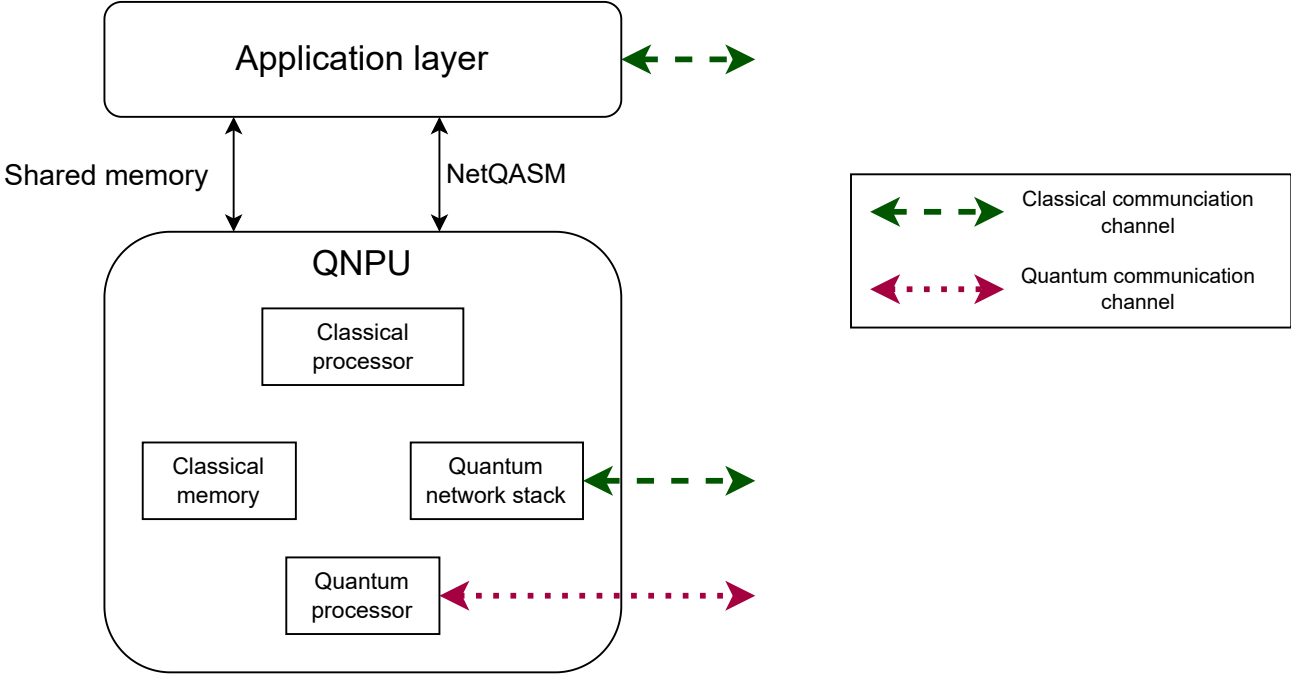 Application layer
Shared memory
NetQASM
QNPU
Classical
processor
Classical
memory
Quantum
network stack
Quantum
processor
Classical communciation
channel
Quantum communication
channel